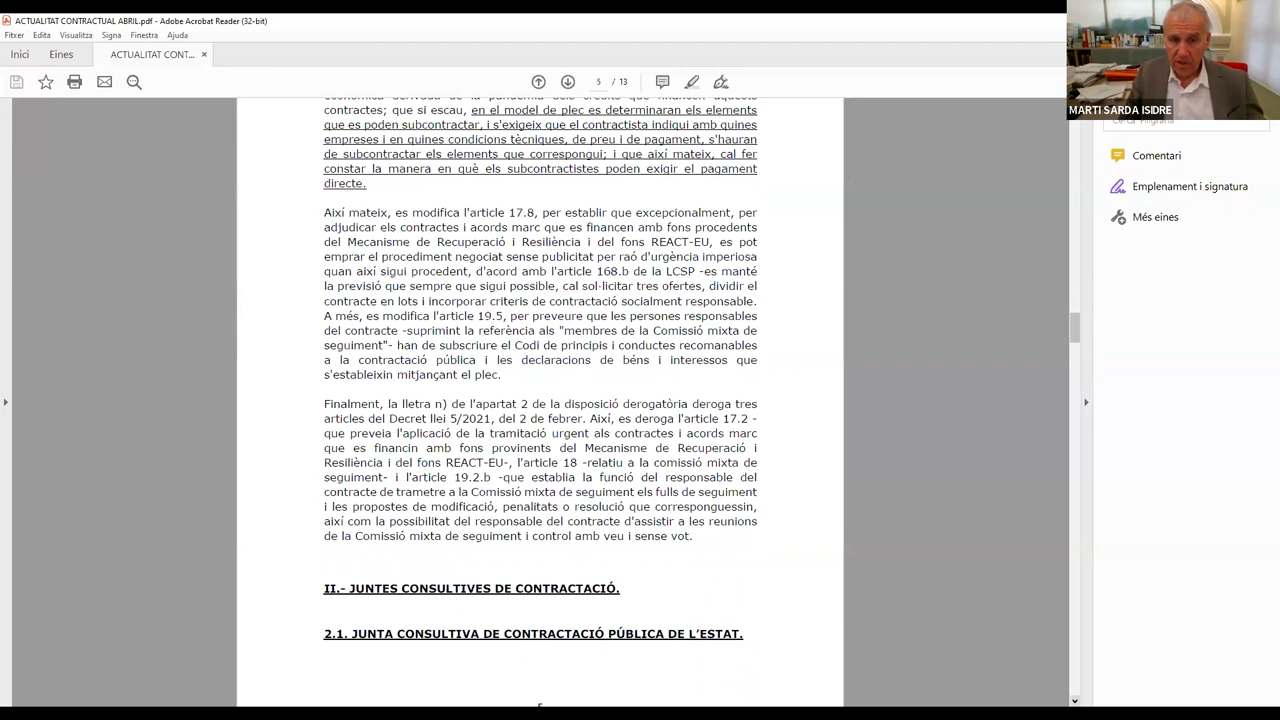 ACTUALITAT CONTRACTUAL ABRIL.pdf - Adobe Acrobat Reader (32-bit)
Fitxer Edita Visualitza Signa Finestra Ajuda
Inici Eines ACTUALITAT CONT... ×
5 / 13
MARTI SARDA ISIDRE
Comentari
Emplenament i signatura
Més eines
econòmica derivada de la pandèmia dels crèdits que financen aquests
contractes; que si escau, en el model de plec es determinaran els elements
que es poden subcontractar, i s'exigeix que el contractista indiqui amb quines
empreses i en quines condicions tècniques, de preu i de pagament, s'hauran
de subcontractar els elements que correspongui; i que així mateix, cal fer
constar la manera en què els subcontractistes poden exigir el pagament
directe.
Així mateix, es modifica l'article 17.8, per establir que excepcionalment, per
adjudicar els contractes i acords marc que es financen amb fons procedents
del Mecanisme de Recuperació i Resiliència i del fons REACT-EU, es pot
emprar el procediment negociat sense publicitat per raó d'urgència imperiosa
quan així sigui procedent, d'acord amb l'article 168.b de la LCSP -es manté
la previsió que sempre que sigui possible, cal sol·licitar tres ofertes, dividir el
contracte en lots i incorporar criteris de contractació socialment responsable.
A més, es modifica l'article 19.5, per preveure que les persones responsables
del contracte -suprimint la referència als "membres de la Comissió mixta de
seguiment"- han de subscriure el Codi de principis i conductes recomanables
a la contractació pública i les declaracions de béns i interessos que
s'estableixin mitjançant el plec.
Finalment, la lletra n) de l'apartat 2 de la disposició derogatòria deroga tres
articles del Decret llei 5/2021, del 2 de febrer. Així, es deroga l'article 17.2 -
que preveia l'aplicació de la tramitació urgent als contractes i acords marc
que es financin amb fons provinents del Mecanisme de Recuperació i
Resiliència i del fons REACT-EU-, l'article 18 -relatiu a la comissió mixta de
seguiment- i l'article 19.2.b -que establia la funció del responsable del
contracte de trametre a la Comissió mixta de seguiment els fulls de seguiment
i les propostes de modificació, penalitats o resolució que corresponguessin,
així com la possibilitat del responsable del contracte d'assistir a les reunions
de la Comissió mixta de seguiment i control amb veu i sense vot.
II.- JUNTES CONSULTIVES DE CONTRACTACIÓ.
2.1. JUNTA CONSULTIVA DE CONTRACTACIÓ PÚBLICA DE L'ESTAT.